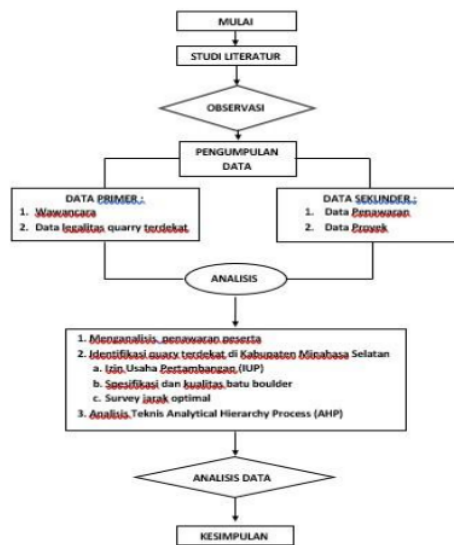 MULAI
STUDI LITERATUR
OBSERVASI
PENGUMPULAN
DATA
DATA PRIMER :
1. Wawancara
2. Data legalitas quarry terdekat
DATA SEKUNDER :
1. Data Penawaran
2. Data Proyek
ANALISIS
1. Menganalisis penawaran peserta
2. Identifikasi quary terdekat di Kabupaten Minahasa Selatan
a. Izin Usaha Pertambangan (IUP)
b. Spesifikasi dan kualitas batu boulder
c. Survey jarak optimal
3. Analisis Teknis Analytical Hierarchy Process (AHP)
ANALISIS DATA
KESIMPULAN